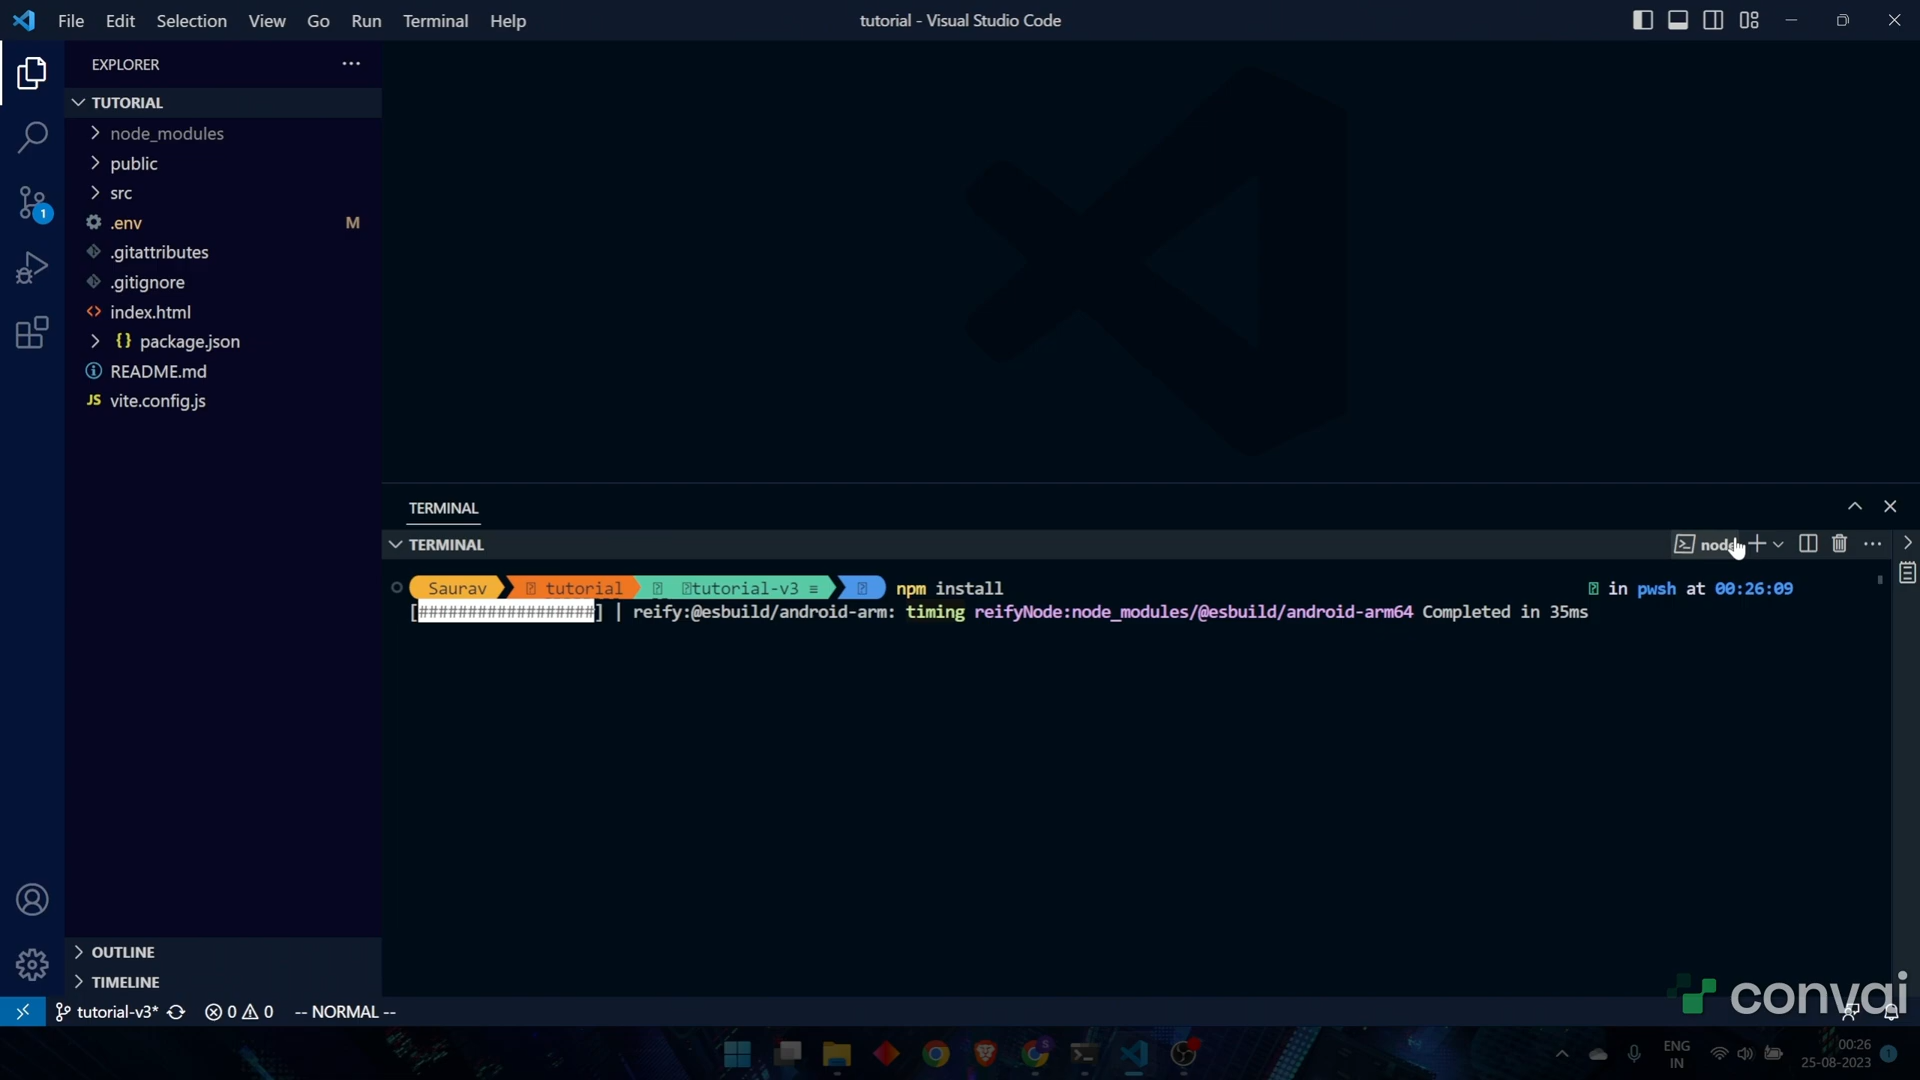 File Edit Selection View Go Run Terminal Help
tutorial - Visual Studio Code
EXPLORER
TUTORIAL
node_modules
public
src
.env M
.gitattributes
.gitignore
index.html
{} package.json
README.md
JS vite.config.js
OUTLINE
TIMELINE
1
TERMINAL
TERMINAL
node
Saurav tutorial tutorial-v3 ≡ npm install in pwsh at 00:26:09
[##################] | reify:@esbuild/android-arm: timing reifyNode:node_modules/@esbuild/android-arm64 Completed in 35ms
convai
tutorial-v3* 0 0 -- NORMAL --
ENG
IN
00:26
25-08-2023
1